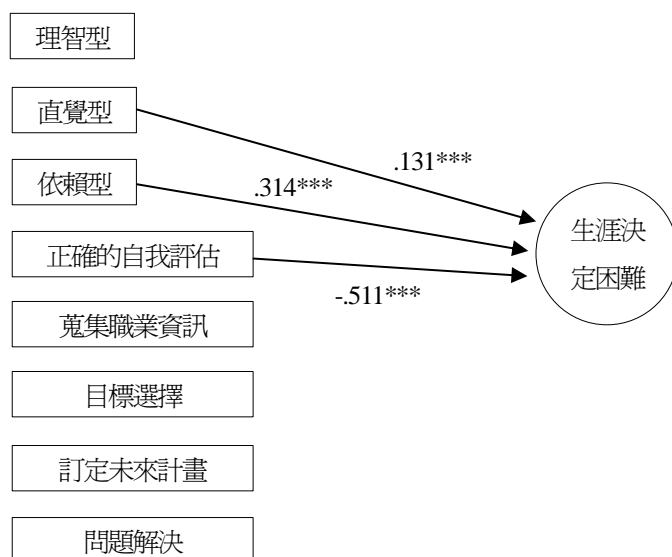 理智型
直覺型
.131***
依賴型
.314***
生涯決
定困難
正確的自我評估
-.511***
蒐集職業資訊
目標選擇
訂定未來計畫
問題解決